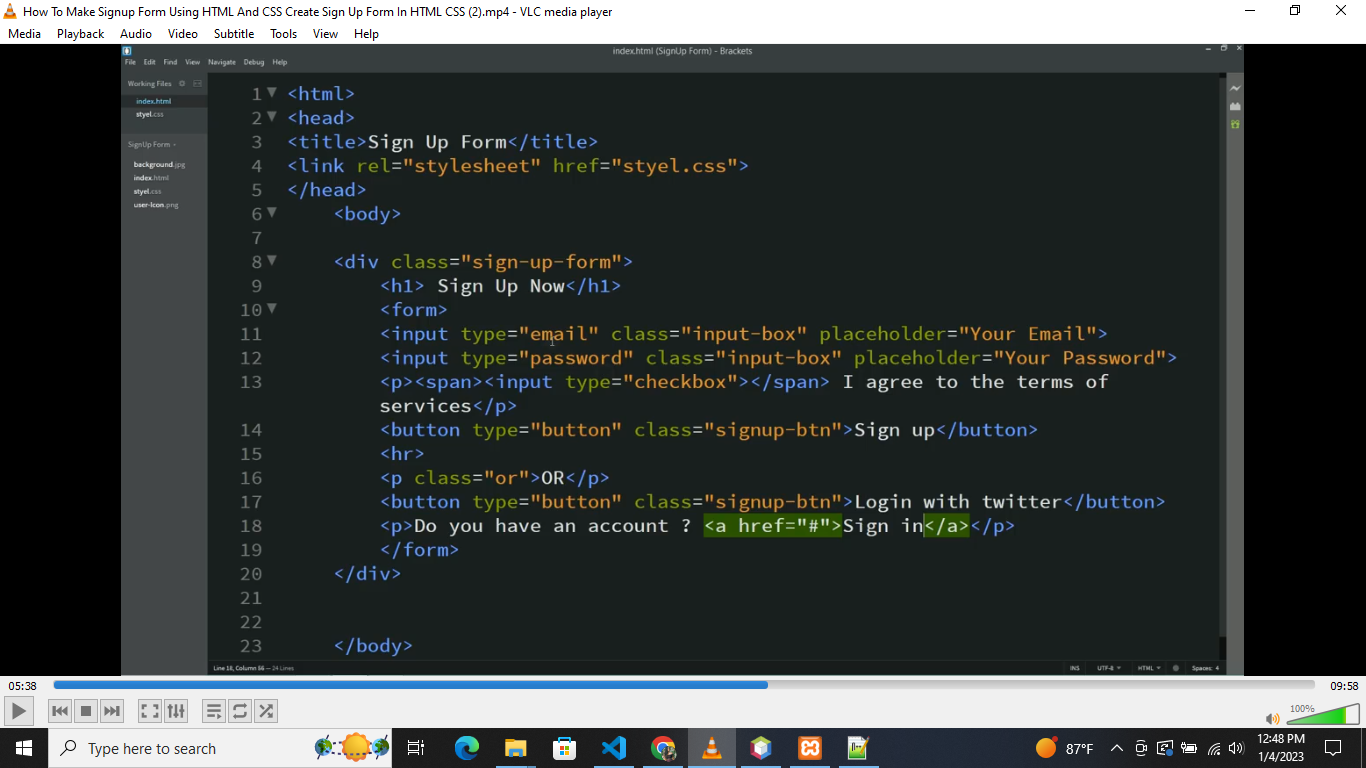 How To Make Signup Form Using HTML And CSS Create Sign Up Form In HTML CSS (2).mp4 - VLC media player
Media Playback Audio Video Subtitle Tools View Help
index.html (SignUp Form) - Brackets
File Edit Find View Navigate Debug Help
Working Files
index.html
styel.css
SignUp Form
background.jpg
index.html
styel.css
user-icon.png
1 <html>
2 <head>
3 <title>Sign Up Form</title>
4 <link rel="stylesheet" href="styel.css">
5 </head>
6 <body>
7
8 <div class="sign-up-form">
9 <h1> Sign Up Now</h1>
10 <form>
11 <input type="email" class="input-box" placeholder="Your Email">
12 <input type="password" class="input-box" placeholder="Your Password">
13 <p><span><input type="checkbox"></span> I agree to the terms of
services</p>
14 <button type="button" class="signup-btn">Sign up</button>
15 <hr>
16 <p class="or">OR</p>
17 <button type="button" class="signup-btn">Login with twitter</button>
18 <p>Do you have an account ? <a href="#">Sign in</a></p>
19 </form>
20 </div>
21
22
23 </body>
Line 18, Column 56 — 24 Lines
INS UTF-8 HTML Spaces: 4
05:38 09:58
100%
Type here to search
87°F
12:48 PM
1/4/2023